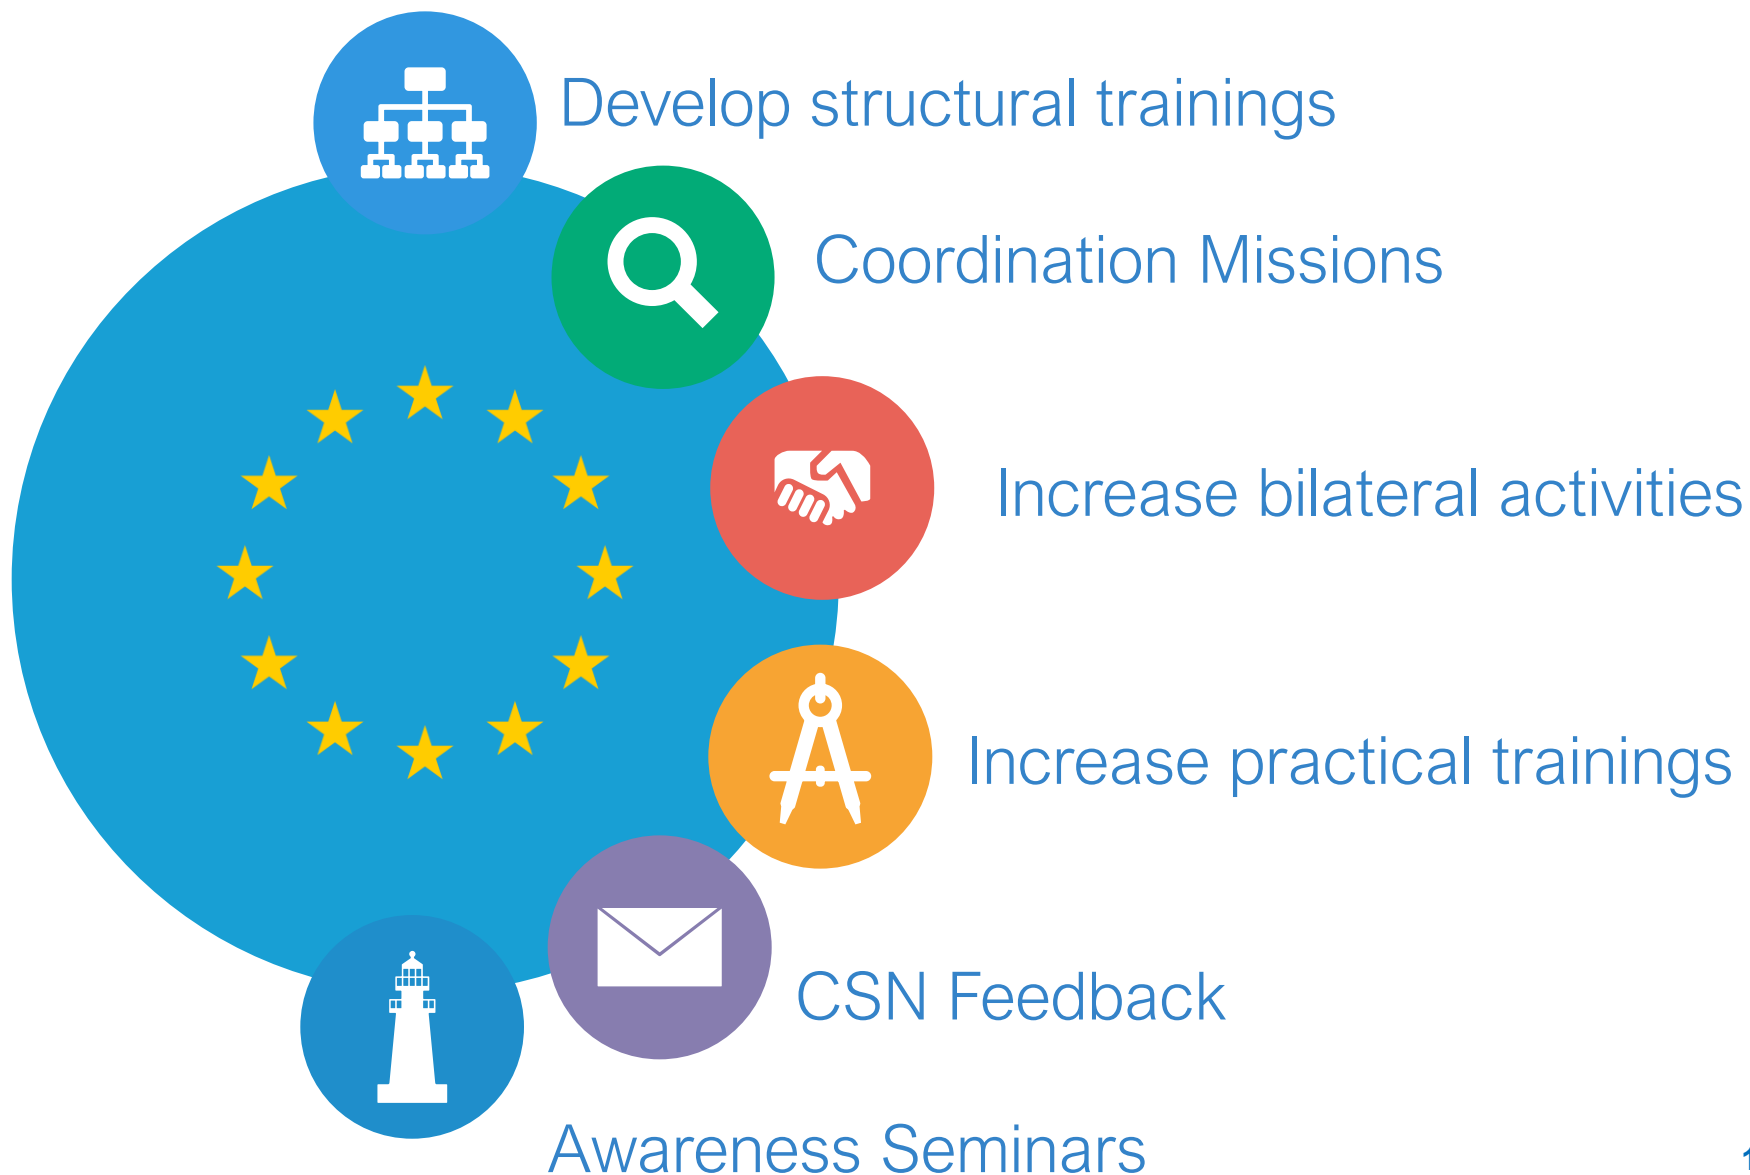 Develop structural trainings
Coordination Missions
Increase bilateral activities
Increase practical trainings
CSN Feedback
Awareness Seminars